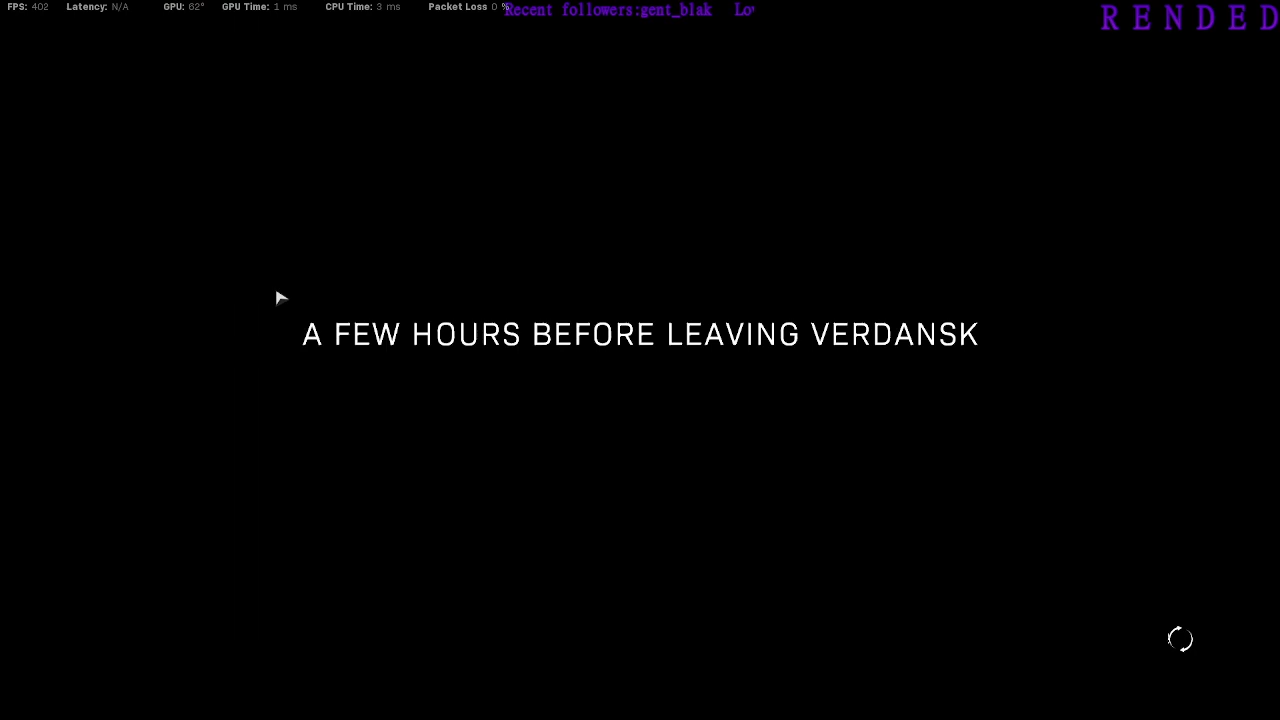 FPS: 402 Latency: N/A GPU: 62° GPU Time: 1 ms CPU Time: 3 ms Packet Loss 0 % Recent followers:gent_blak Lo
R E N D E D
A FEW HOURS BEFORE LEAVING VERDANSK